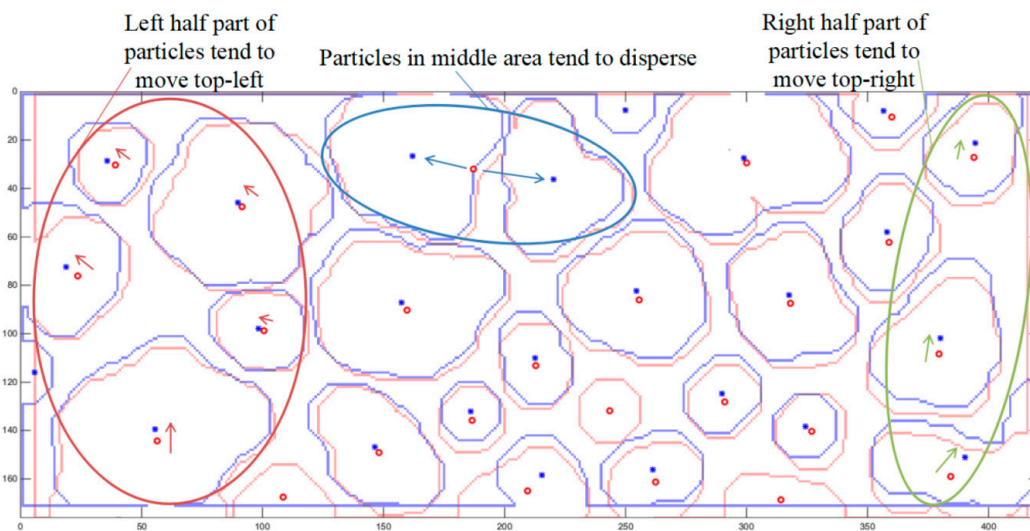 Left half part of
particles tend to
move top-left
Particles in middle area tend to disperse
Right half part of
particles tend to
move top-right
0
20
40
60
80
100
120
140
160
0
50
100
150
200
250
300
350
400